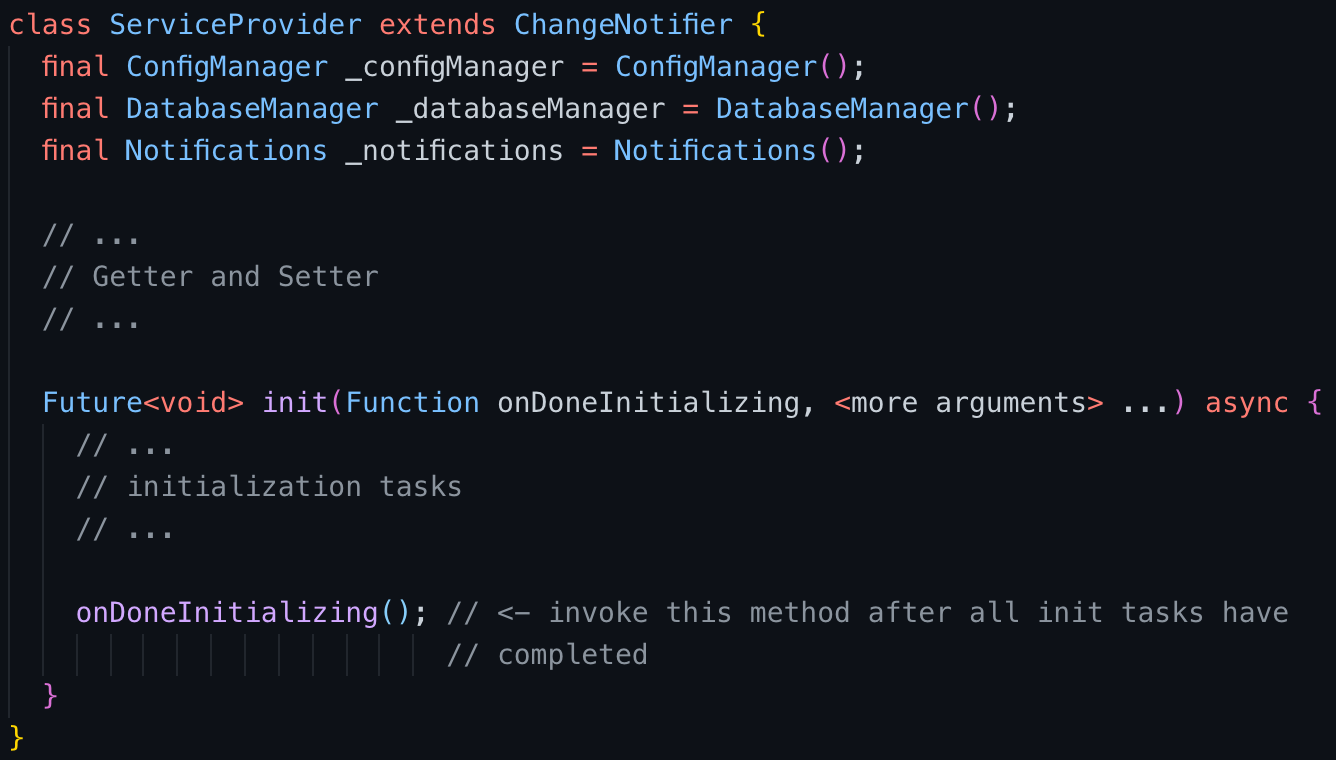 class ServiceProvider extends ChangeNotifier {
  final ConfigManager _configManager = ConfigManager();
  final DatabaseManager _databaseManager = DatabaseManager();
  final Notifications _notifications = Notifications();

  // ...
  // Getter and Setter
  // ...

  Future<void> init(Function onDoneInitializing, <more arguments> ...) async {
    // ...
    // initialization tasks
    // ...

    onDoneInitializing(); // <− invoke this method after all init tasks have
                          // completed
  }
}